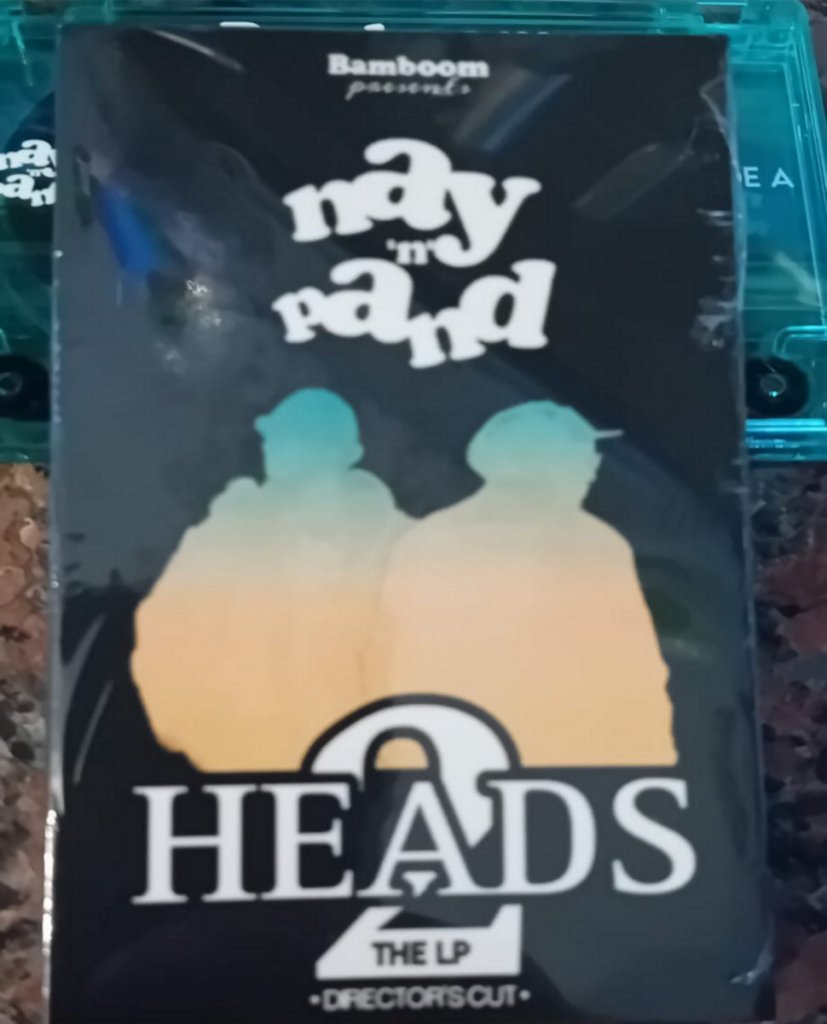 Bamboom
presents
nay
'n'
pand
2
HEADS
THE LP
•DIRECTOR'S CUT•
E A